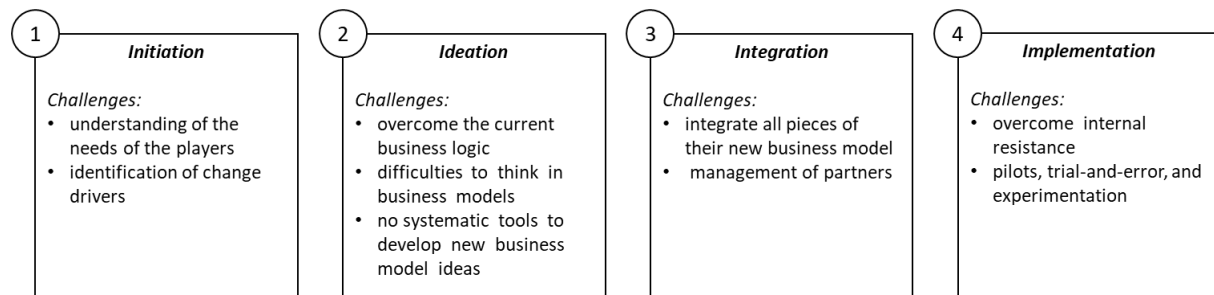 1
Initiation
Challenges:
• understanding of the
needs of the players
• identification of change
drivers
2
Ideation
Challenges:
• overcome the current
business logic
• difficulties to think in
business models
• no systematic tools to
develop new business
model ideas
3
Integration
Challenges:
• integrate all pieces of
their new business model
• management of partners
4
Implementation
Challenges:
• overcome internal
resistance
• pilots, trial-and-error, and
experimentation